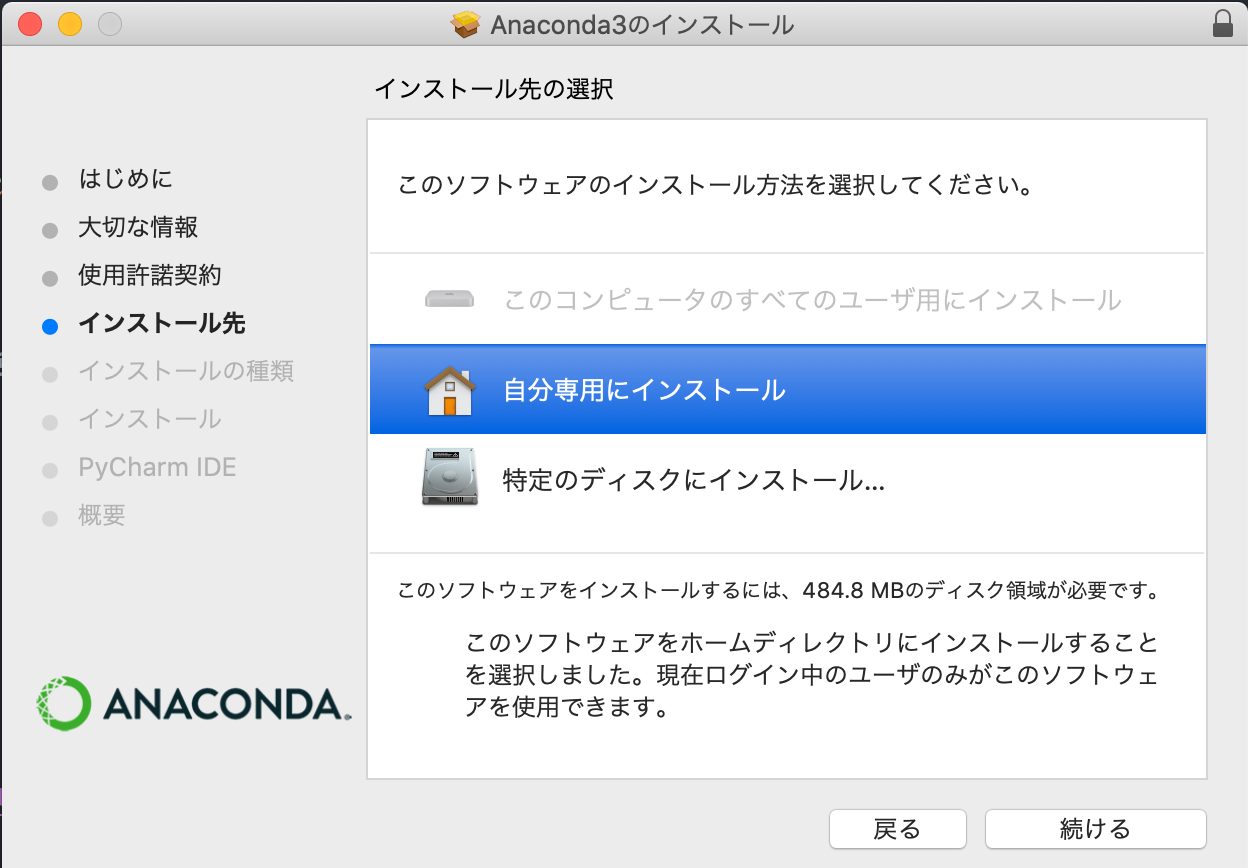 Anaconda3のインストール
インストール先の選択
はじめに
大切な情報
使用許諾契約
インストール先
インストールの種類
インストール
PyCharm IDE
概要
ANACONDA.
このソフトウェアのインストール方法を選択してください。
このコンピュータのすべてのユーザ用にインストール
自分専用にインストール
特定のディスクにインストール...
このソフトウェアをインストールするには、484.8 MBのディスク領域が必要です。
このソフトウェアをホームディレクトリにインストールすること
を選択しました。現在ログイン中のユーザのみがこのソフトウェ
アを使用できます。
戻る
続ける